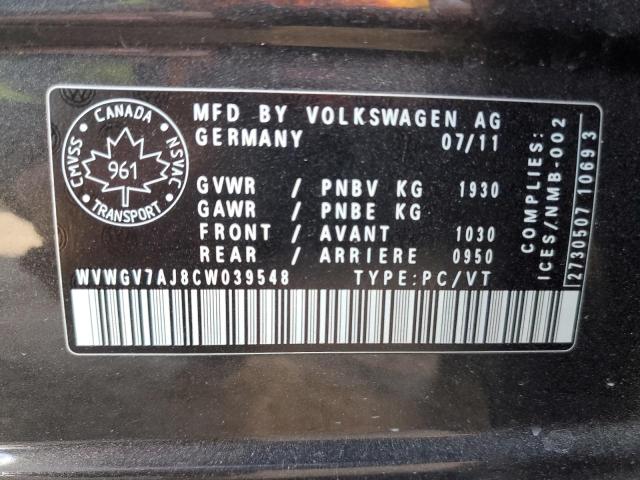 CANADA
CMVSS
NSVAC
961
TRANSPORT
MFD BY VOLKSWAGEN AG
GERMANY 07/11
GVWR / PNBV KG 1930
GAWR / PNBE KG
FRONT / AVANT 1030
REAR / ARRIERE 0950
WVWGV7AJ8CW039548 TYPE:PC/VT
COMPLIES:
ICES/NMB-002
2730507 10693